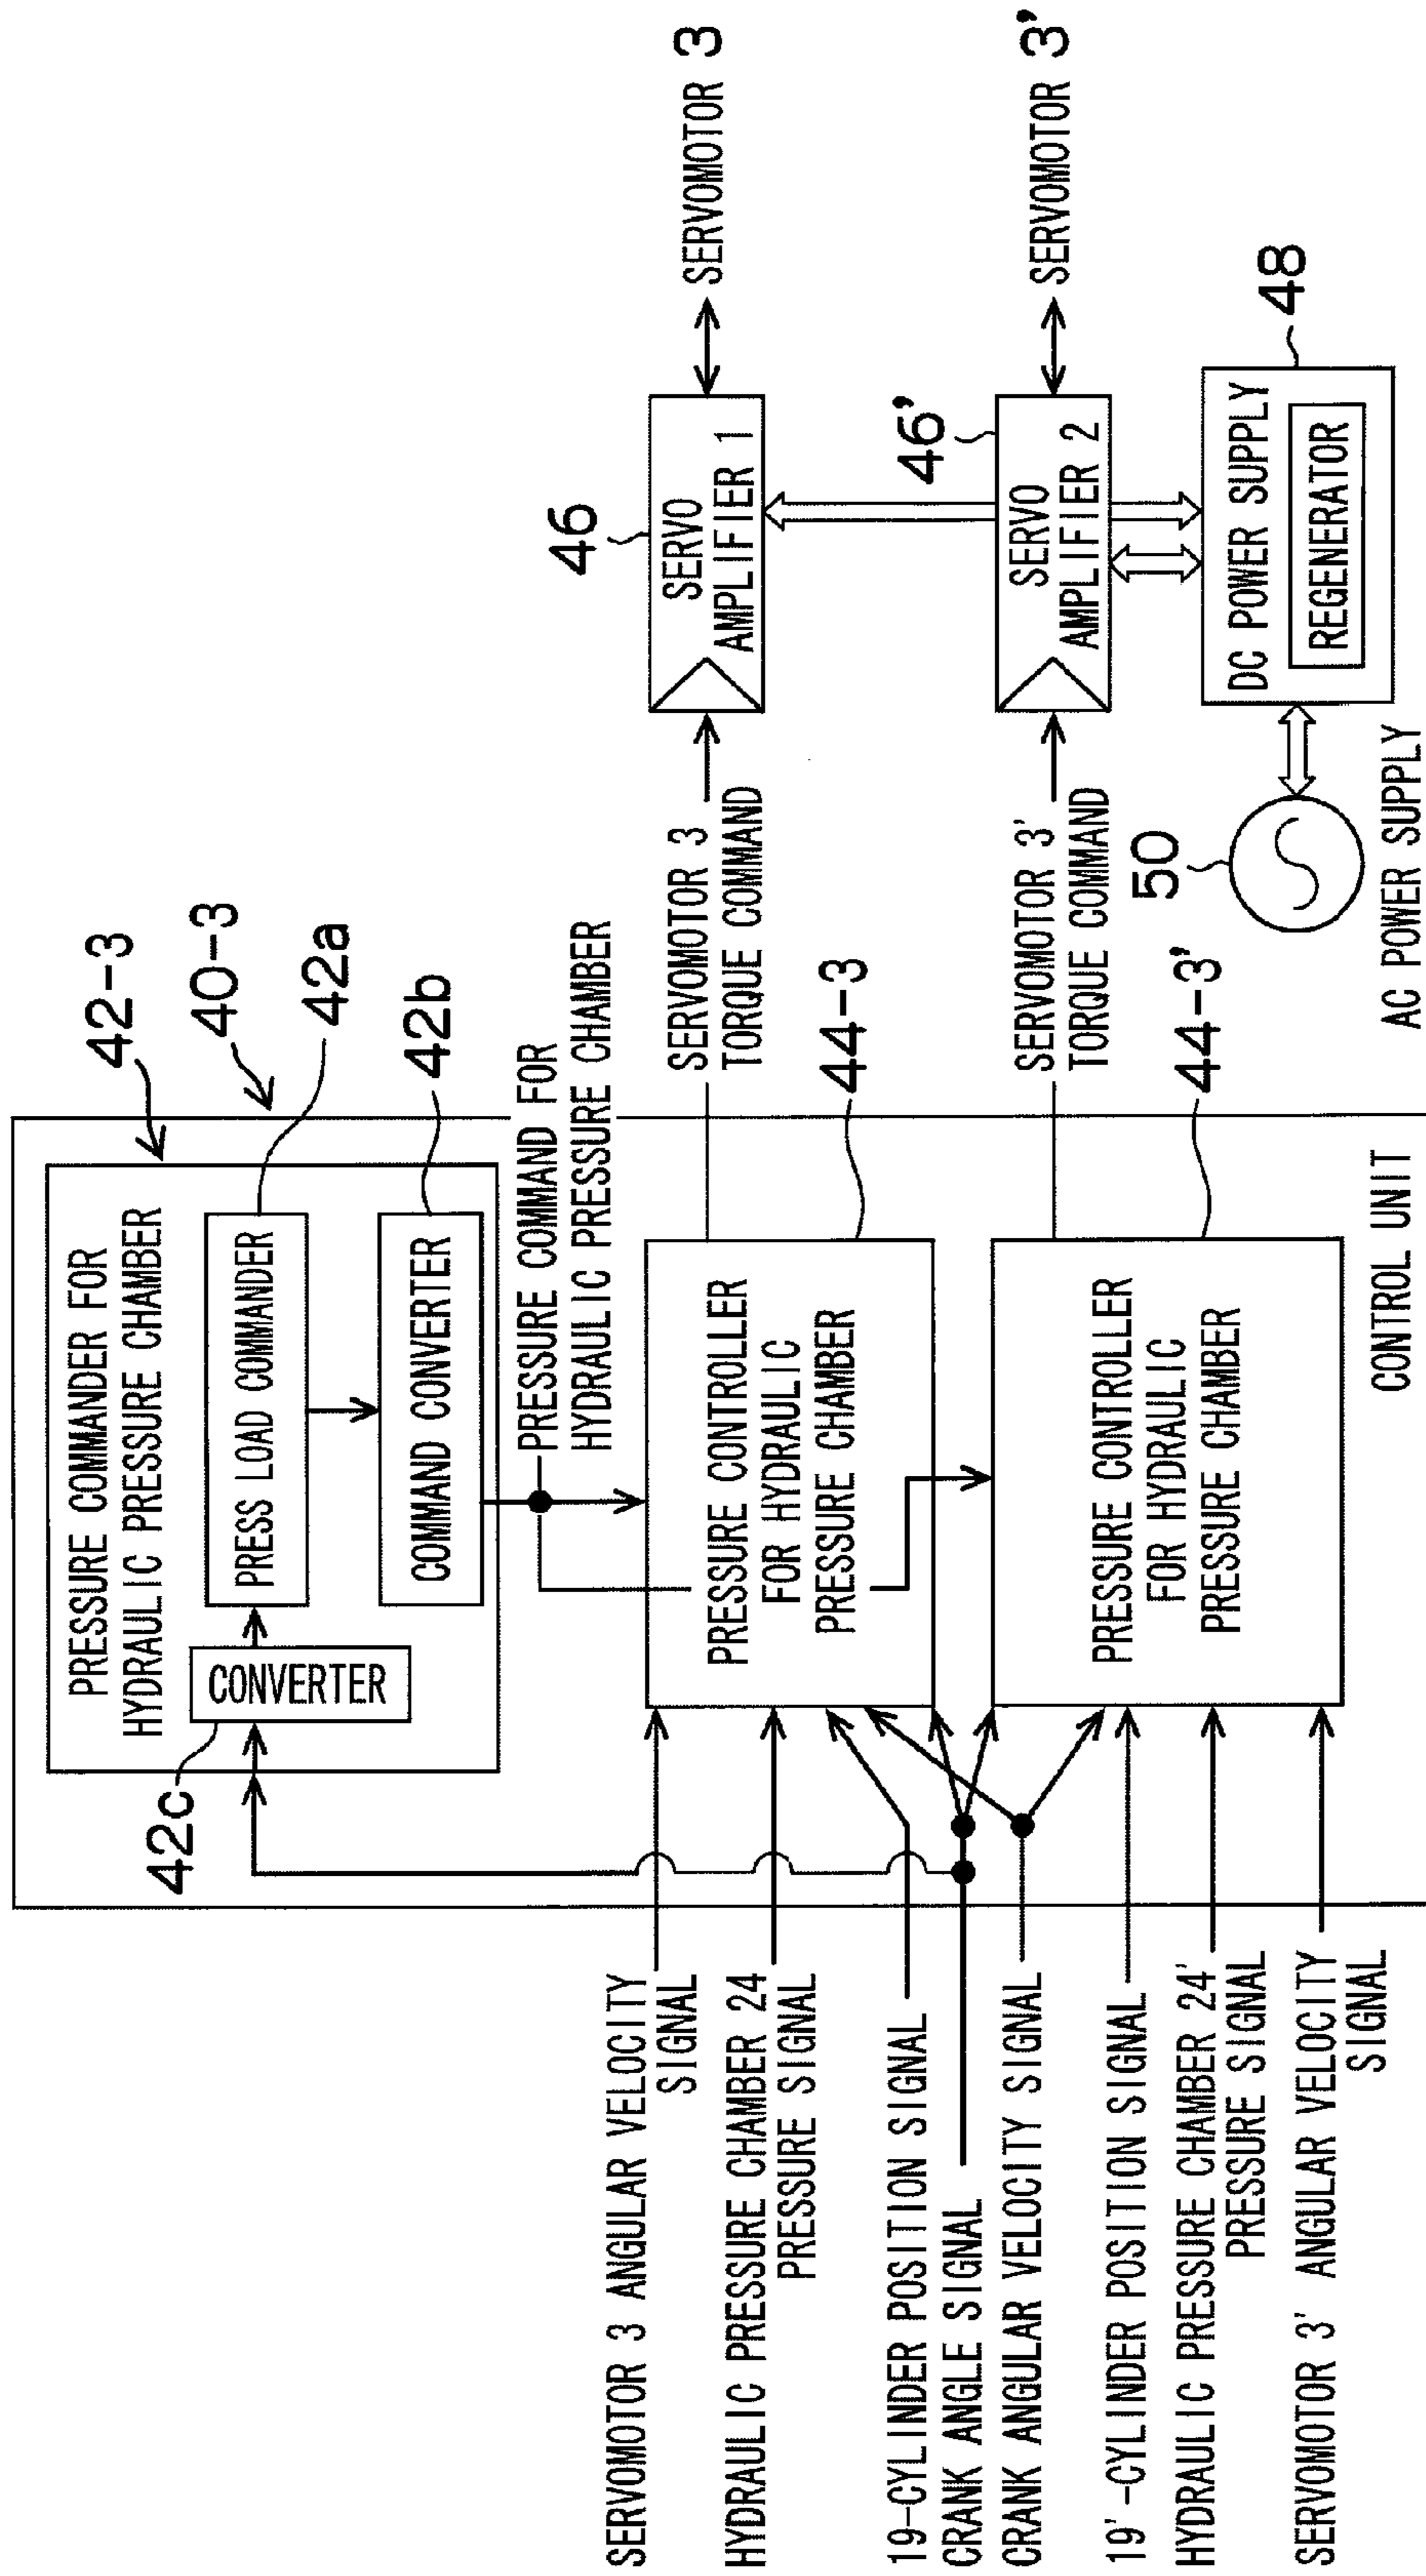 42-3
40-3
PRESSURE COMMANDER FOR
HYDRAULIC PRESSURE CHAMBER
PRESS LOAD COMMANDER
42a
CONVERTER
42c
COMMAND CONVERTER
42b
PRESSURE COMMAND FOR
HYDRAULIC PRESSURE CHAMBER
SERVOMOTOR 3 ANGULAR VELOCITY
SIGNAL
HYDRAULIC PRESSURE CHAMBER 24
PRESSURE SIGNAL
19-CYLINDER POSITION SIGNAL
CRANK ANGLE SIGNAL
CRANK ANGULAR VELOCITY SIGNAL
19'-CYLINDER POSITION SIGNAL
HYDRAULIC PRESSURE CHAMBER 24'
PRESSURE SIGNAL
SERVOMOTOR 3' ANGULAR VELOCITY
SIGNAL
PRESSURE CONTROLLER
FOR HYDRAULIC
PRESSURE CHAMBER
44-3
PRESSURE CONTROLLER
FOR HYDRAULIC
PRESSURE CHAMBER
44-3'
CONTROL UNIT
SERVOMOTOR 3
TORQUE COMMAND
46
SERVO
AMPLIFIER 1
SERVOMOTOR 3
SERVOMOTOR 3'
TORQUE COMMAND
46'
SERVO
AMPLIFIER 2
SERVOMOTOR 3'
50
AC POWER SUPPLY
DC POWER SUPPLY
REGENERATOR
48